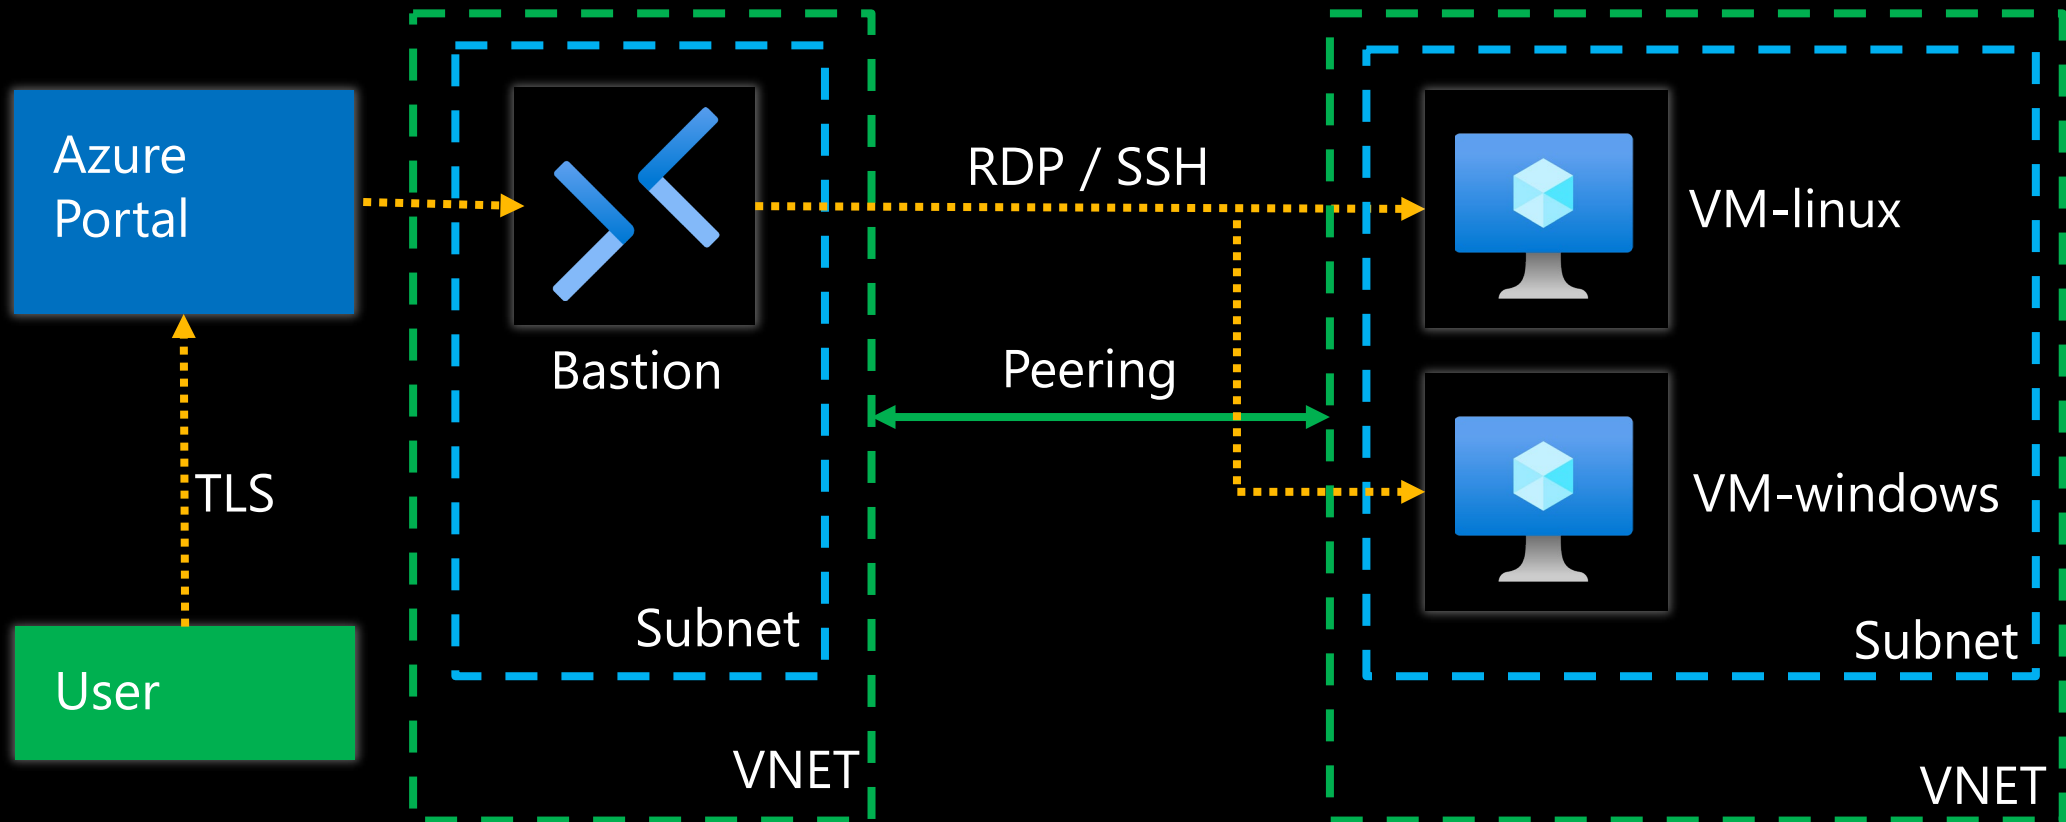 Azure
Portal
TLS
User
Bastion
Subnet
VNET
RDP / SSH
Peering
VM-linux
VM-windows
Subnet
VNET